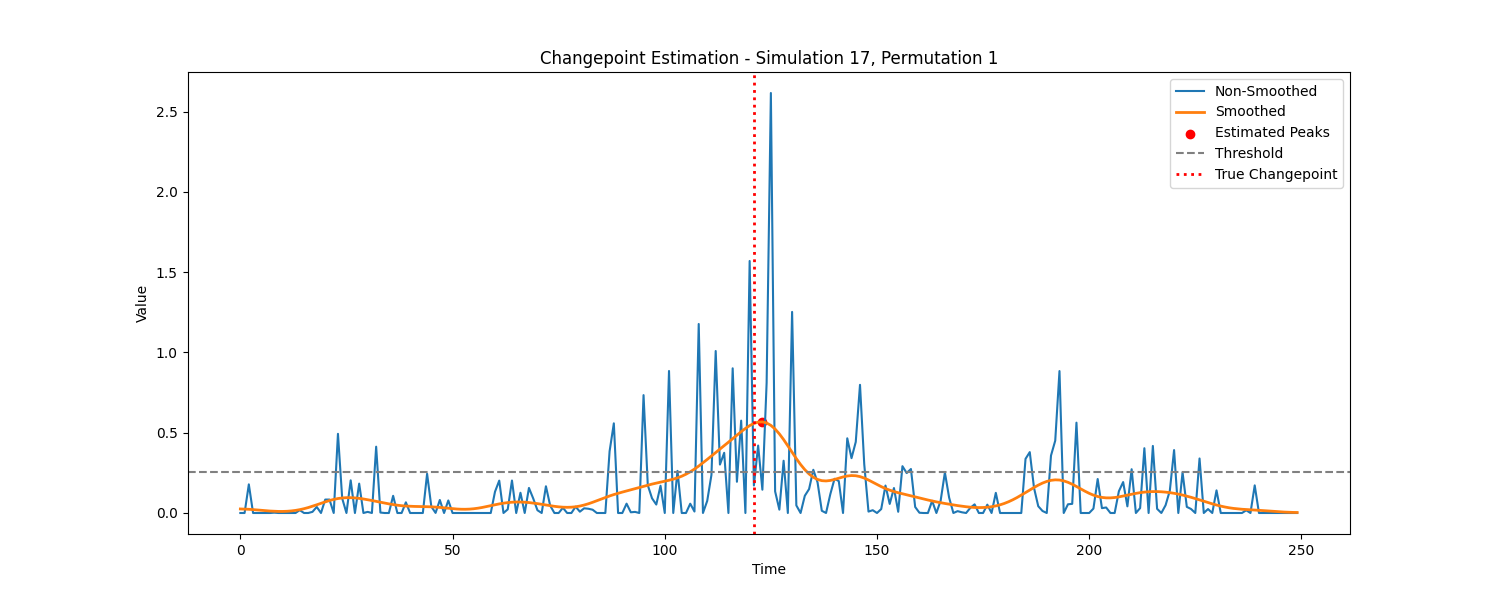 Changepoint Estimation - Simulation 17, Permutation 1
Non-Smoothed
Smoothed
Estimated Peaks
Threshold
True Changepoint
Value
2.5
2.0
1.5
1.0
0.5
0.0
0 50 100 150 200 250
Time